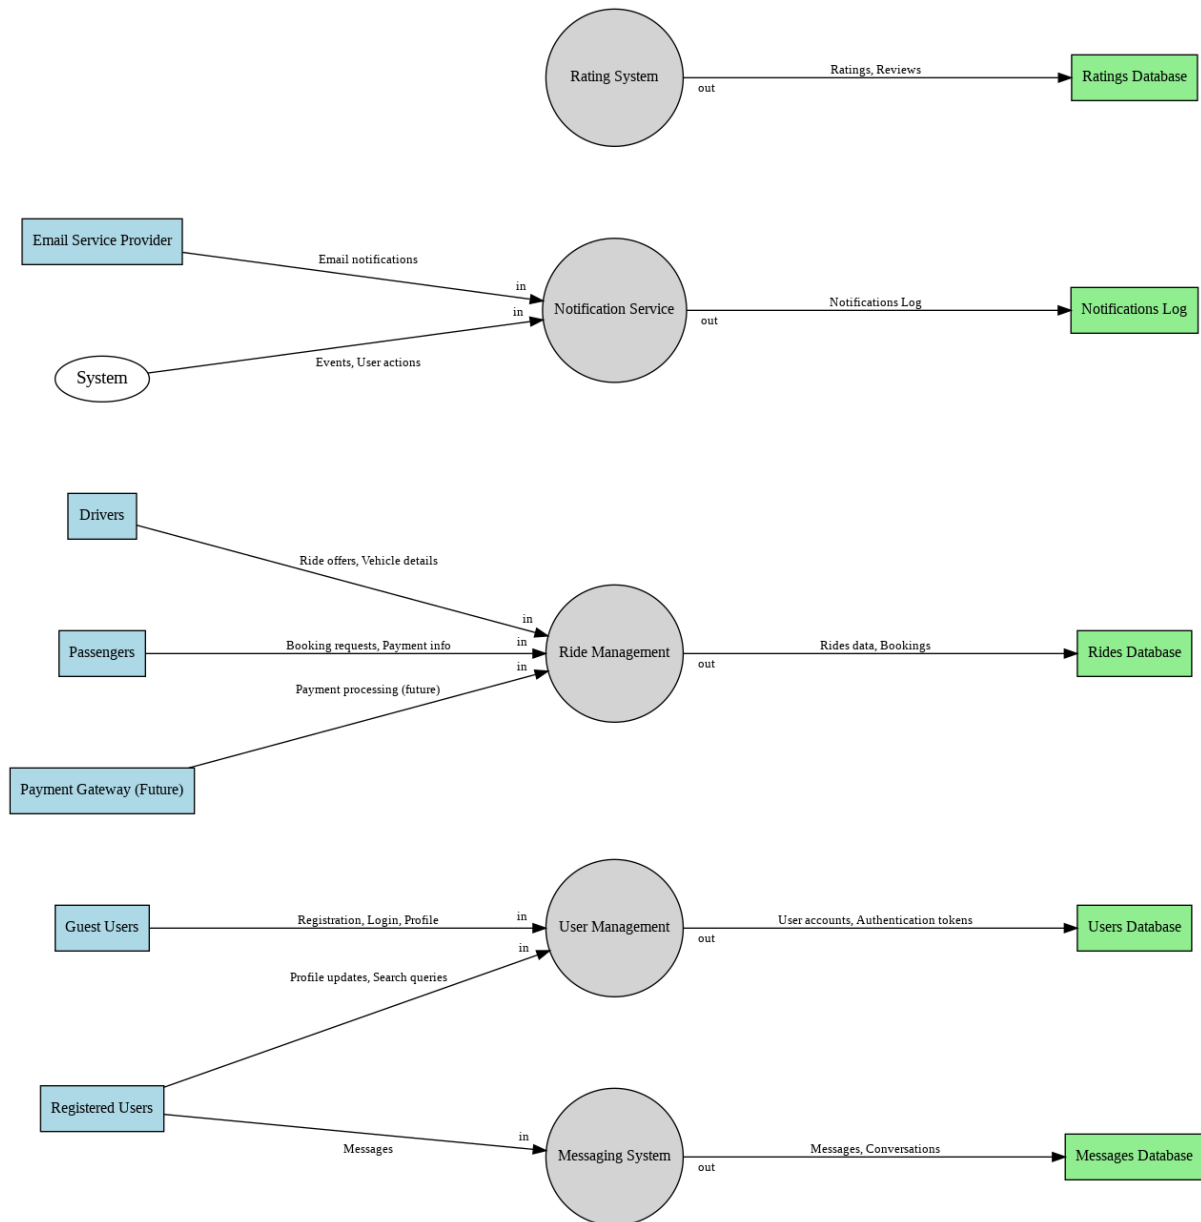 Rating System
Ratings, Reviews
out
Ratings Database
Email Service Provider
Email notifications
in
in
Notification Service
Notifications Log
out
Notifications Log
System
Events, User actions
Drivers
Ride offers, Vehicle details
in
Passengers
Booking requests, Payment info
in
in
Ride Management
Rides data, Bookings
out
Rides Database
Payment processing (future)
Payment Gateway (Future)
Guest Users
Registration, Login, Profile
in
in
User Management
User accounts, Authentication tokens
out
Users Database
Profile updates, Search queries
Registered Users
Messages
in
Messaging System
Messages, Conversations
out
Messages Database